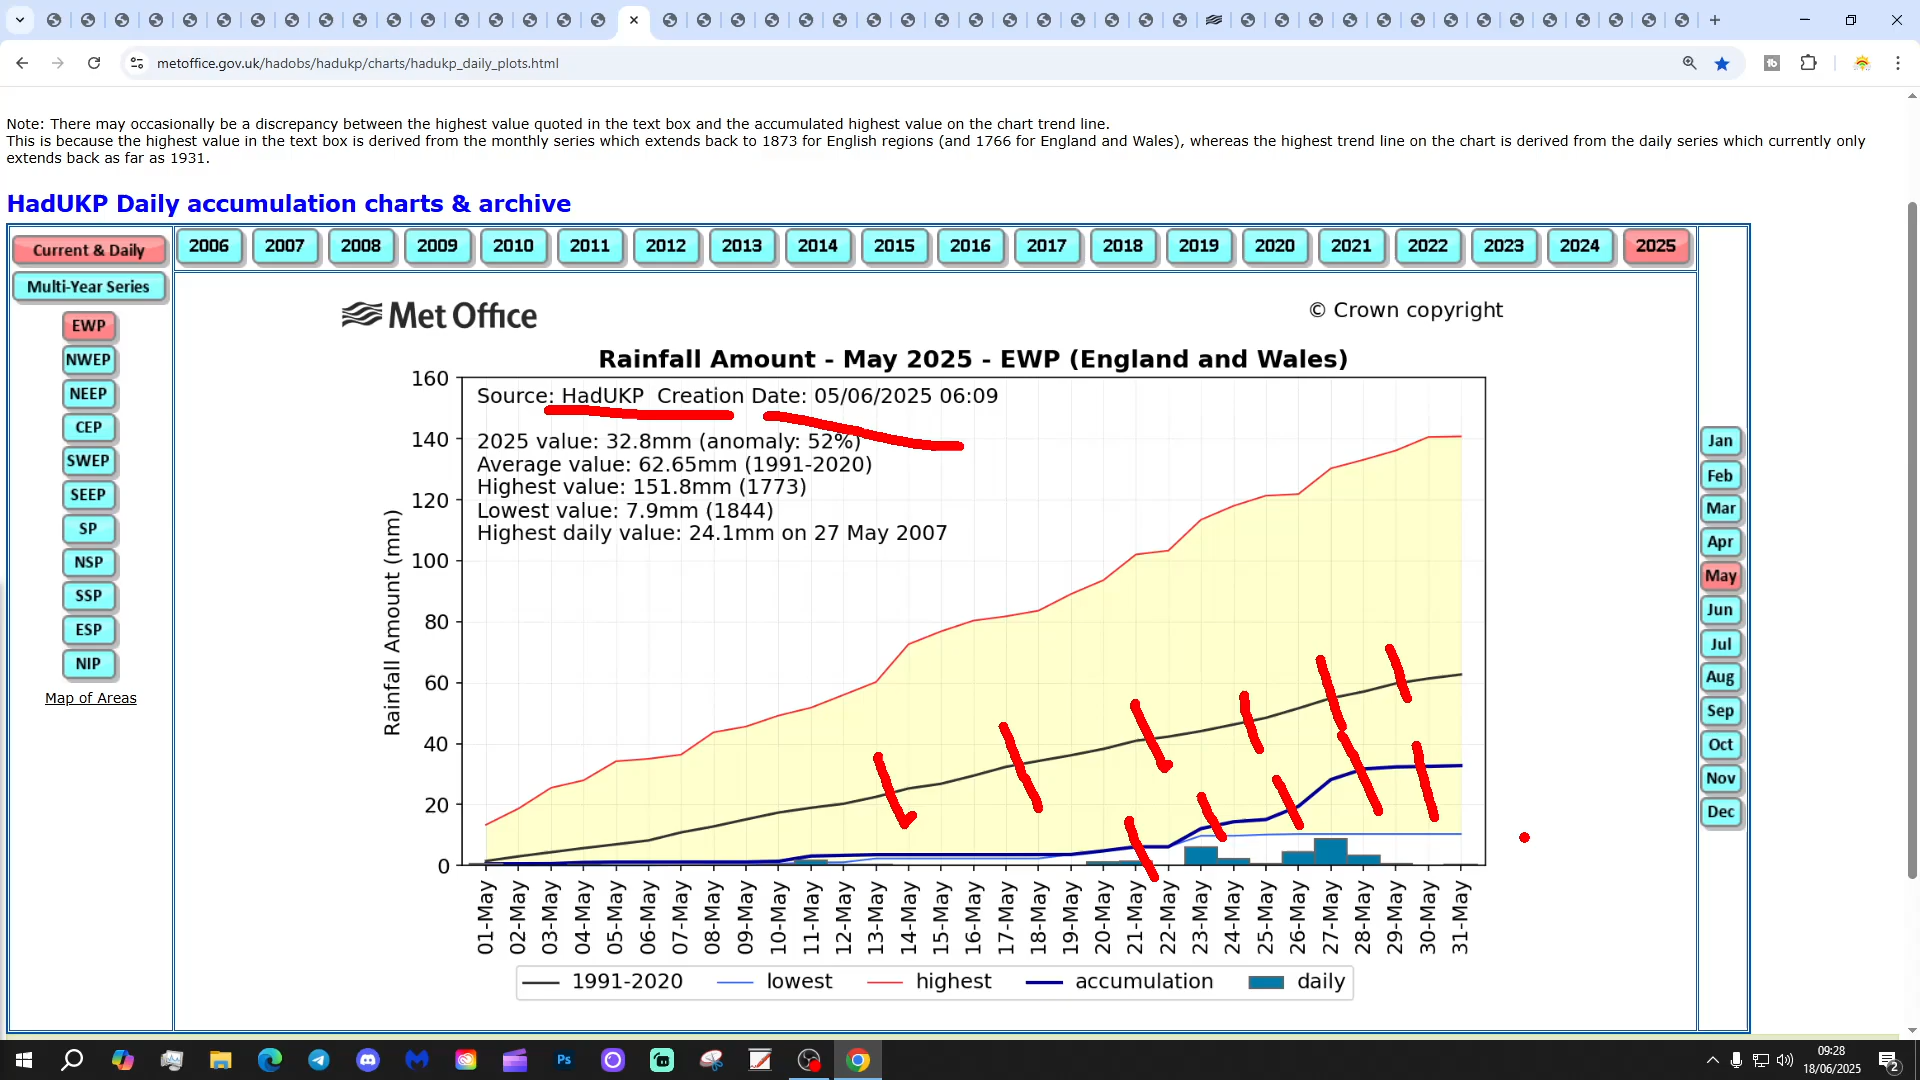 metoffice.gov.uk/hadobs/hadukp/charts/hadukp_daily_plots.html
Note: There may occasionally be a discrepancy between the highest value quoted in the text box and the accumulated highest value on the chart trend line.
This is because the highest value in the text box is derived from the monthly series which extends back to 1873 for English regions (and 1766 for England and Wales), whereas the highest trend line on the chart is derived from the daily series which currently only
extends back as far as 1931.
HadUKP Daily accumulation charts & archive
Current & Daily
Multi-Year Series
EWP
NWEP
NEEP
CEP
SWEP
SEEP
SP
NSP
SSP
ESP
NIP
Map of Areas
2006 2007 2008 2009 2010 2011 2012 2013 2014 2015 2016 2017 2018 2019 2020 2021 2022 2023 2024 2025
Met Office
© Crown copyright
Rainfall Amount - May 2025 - EWP (England and Wales)
Source: HadUKP Creation Date: 05/06/2025 06:09
2025 value: 32.8mm (anomaly: 52%)
Average value: 62.65mm (1991-2020)
Highest value: 151.8mm (1773)
Lowest value: 7.9mm (1844)
Highest daily value: 24.1mm on 27 May 2007
Rainfall Amount (mm)
160
140
120
100
80
60
40
20
0
01-May
02-May
03-May
04-May
05-May
06-May
07-May
08-May
09-May
10-May
11-May
12-May
13-May
14-May
15-May
16-May
17-May
18-May
19-May
20-May
21-May
22-May
23-May
24-May
25-May
26-May
27-May
28-May
29-May
30-May
31-May
1991-2020 lowest highest accumulation daily
Jan
Feb
Mar
Apr
May
Jun
Jul
Aug
Sep
Oct
Nov
Dec
Ps
09:28
18/06/2025
2